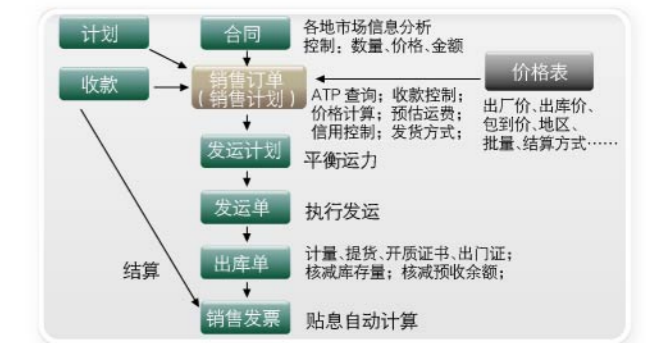 计划
合同
各地市场信息分析
控制；数量、价格、金额
收款
销售订单
（销售计划）
价格表
ATP 查询；收款控制；
价格计算；预估运费；
信用控制；发货方式；
出厂价、出库价、
包到价、地区、
批量、结算方式……
发运计划
平衡运力
发运单
执行发运
结算
出库单
计量、提货、开质证书、出门证；
核减库存量；核减预收余额；
销售发票
贴息自动计算